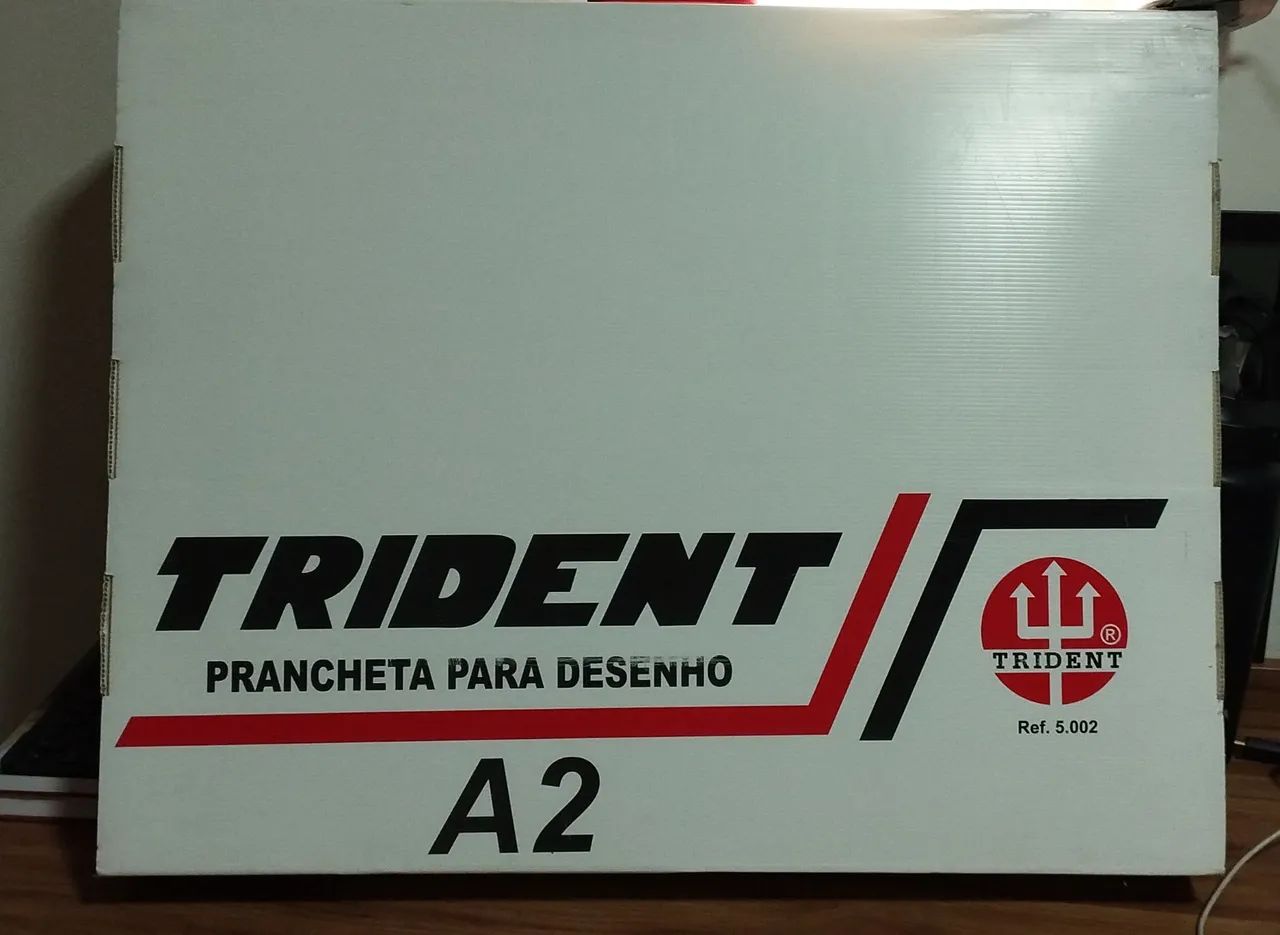 TRIDENT
PRANCHETA PARA DESENHO
A2
TRIDENT
®
Ref. 5.002